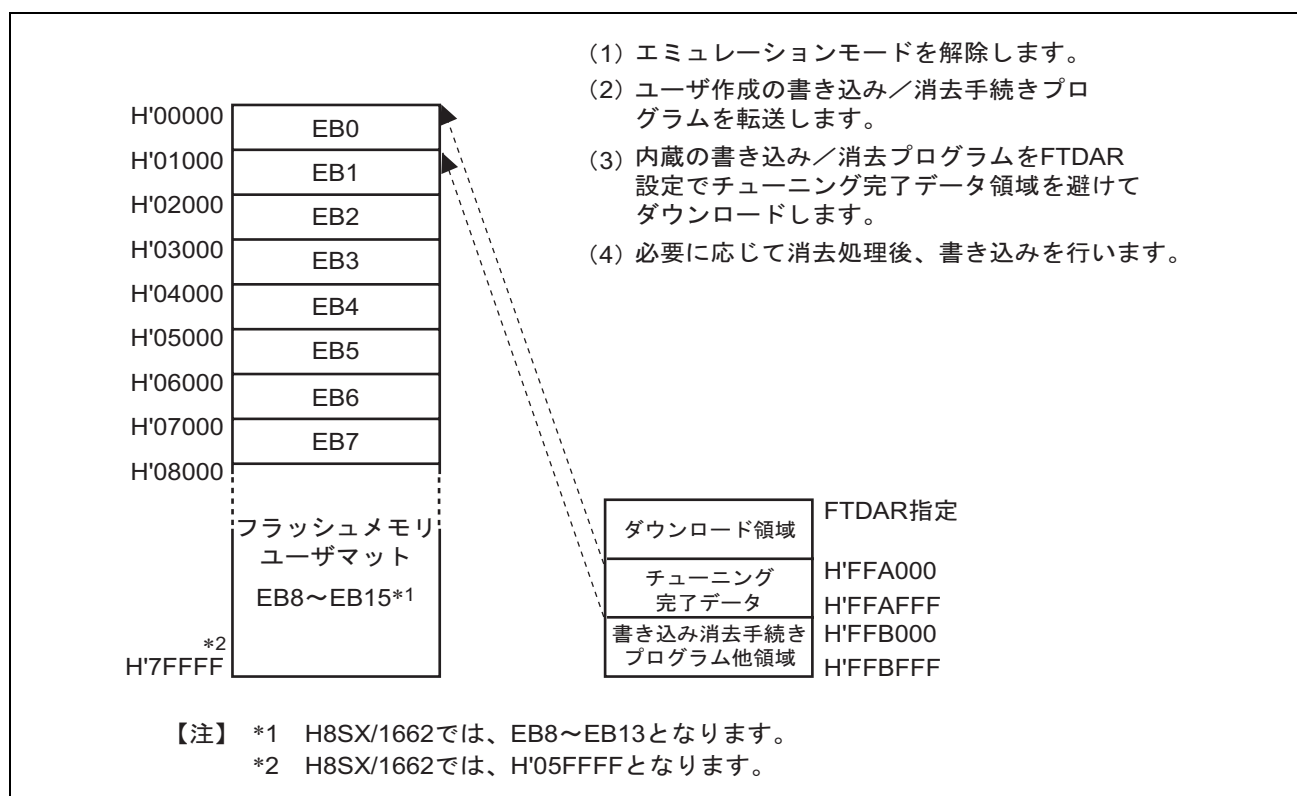 (1) エミュレーションモードを解除します。
(2) ユーザ作成の書き込み／消去手続きプロ
グラムを転送します。
(3) 内蔵の書き込み／消去プログラムをFTDAR
設定でチューニング完了データ領域を避けて
ダウンロードします。
(4) 必要に応じて消去処理後、書き込みを行います。
H'00000
EB0
H'01000
EB1
H'02000
EB2
H'03000
EB3
H'04000
EB4
H'05000
EB5
H'06000
EB6
H'07000
EB7
H'08000
フラッシュメモリ
ユーザマット
EB8～EB15*1
*2
H'7FFFF
ダウンロード領域
FTDAR指定
チューニング
完了データ
H'FFA000
H'FFAFFF
書き込み消去手続き
プログラム他領域
H'FFB000
H'FFBFFF
【注】 *1 H8SX/1662では、EB8～EB13となります。
*2 H8SX/1662では、H'05FFFFとなります。